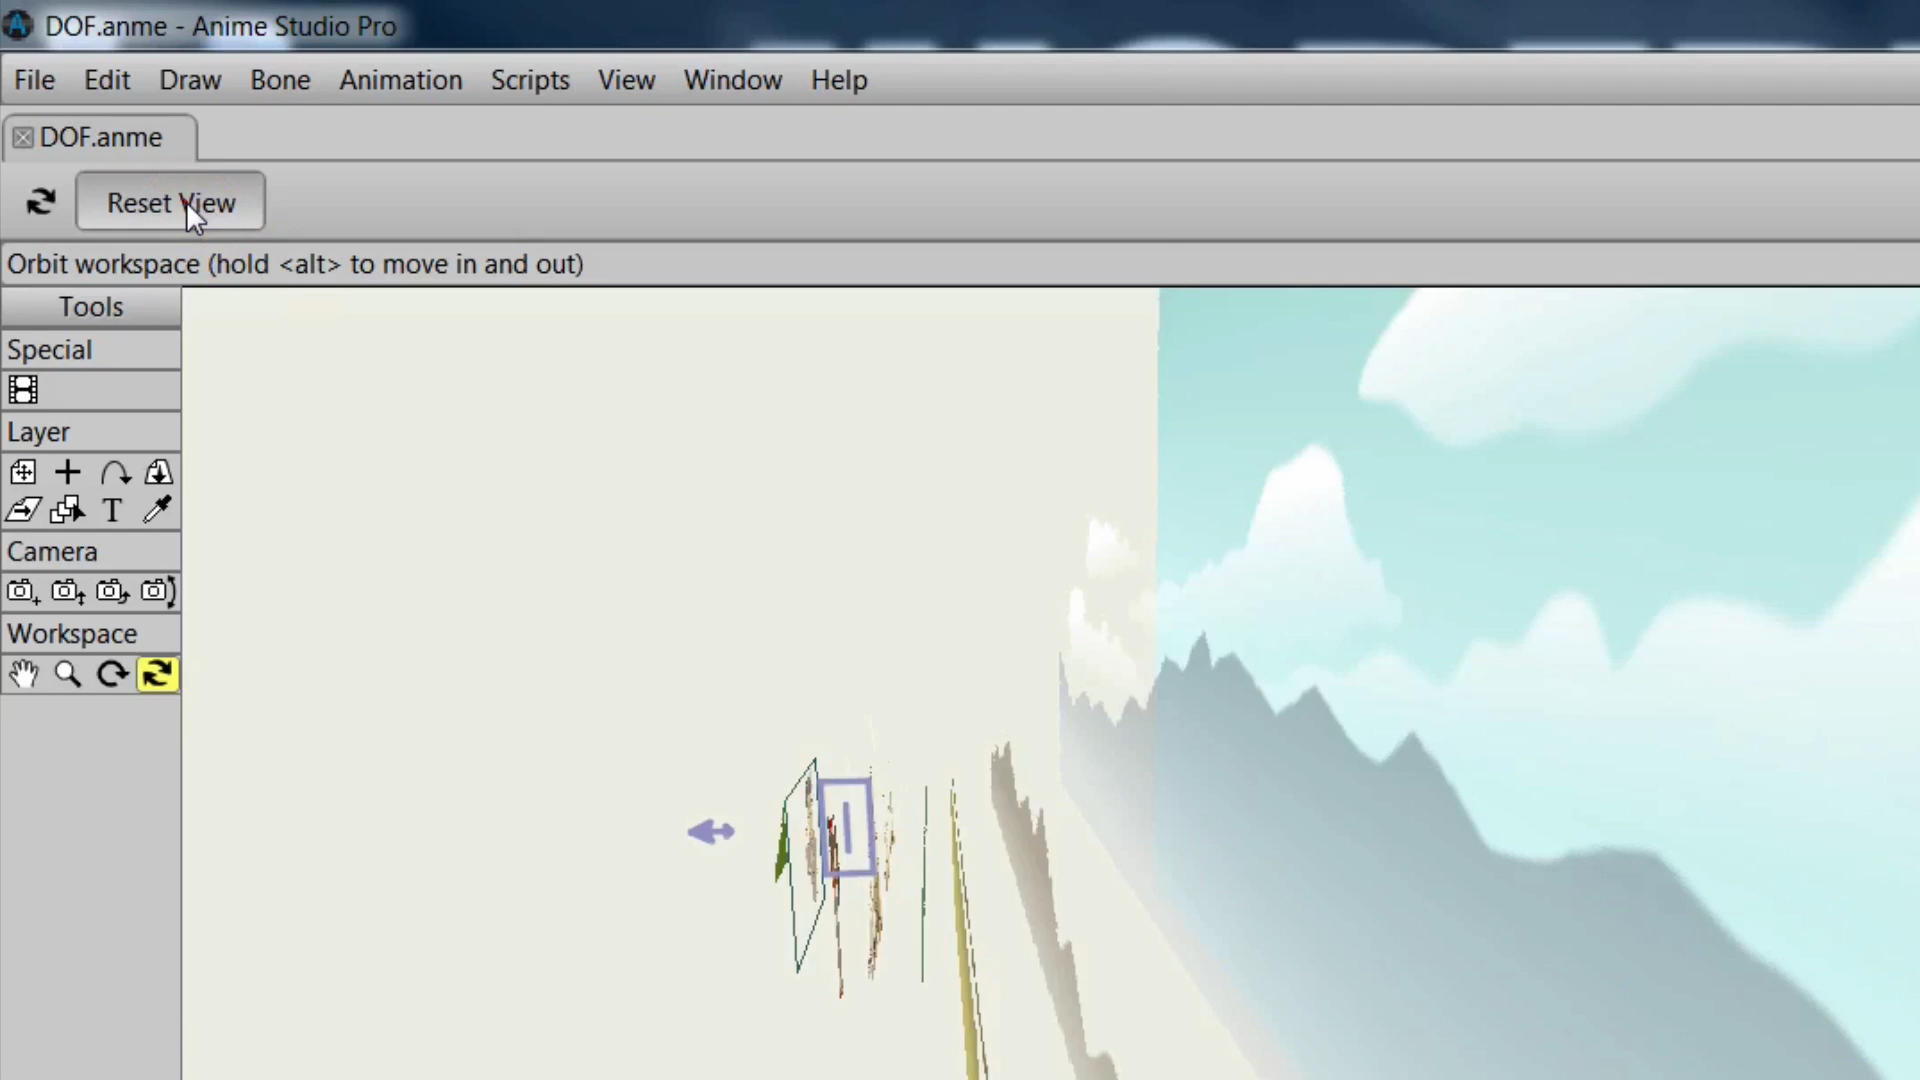 DOF.anme - Anime Studio Pro
File Edit Draw Bone Animation Scripts View Window Help
DOF.anme
Reset View
Orbit workspace (hold <alt> to move in and out)
Tools
Special
Layer
T
Camera
Workspace